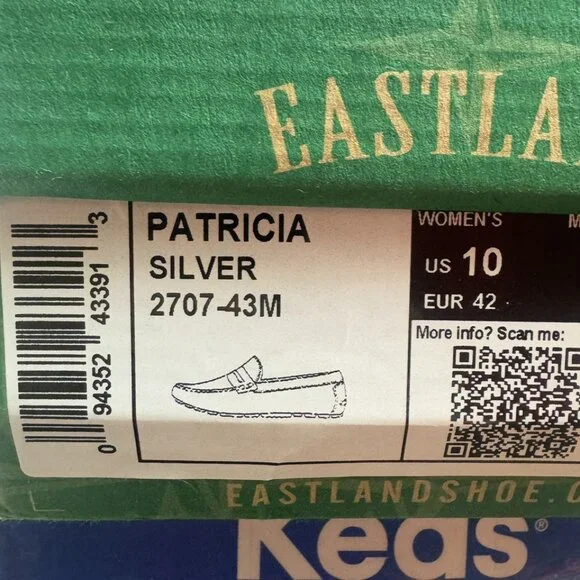 EASTLA
PATRICIA
SILVER
2707-43M
WOMEN'S M
US 10
EUR 42
More info? Scan me:
0 94352 43391 3
EASTLANDSHOE.C
Keds®